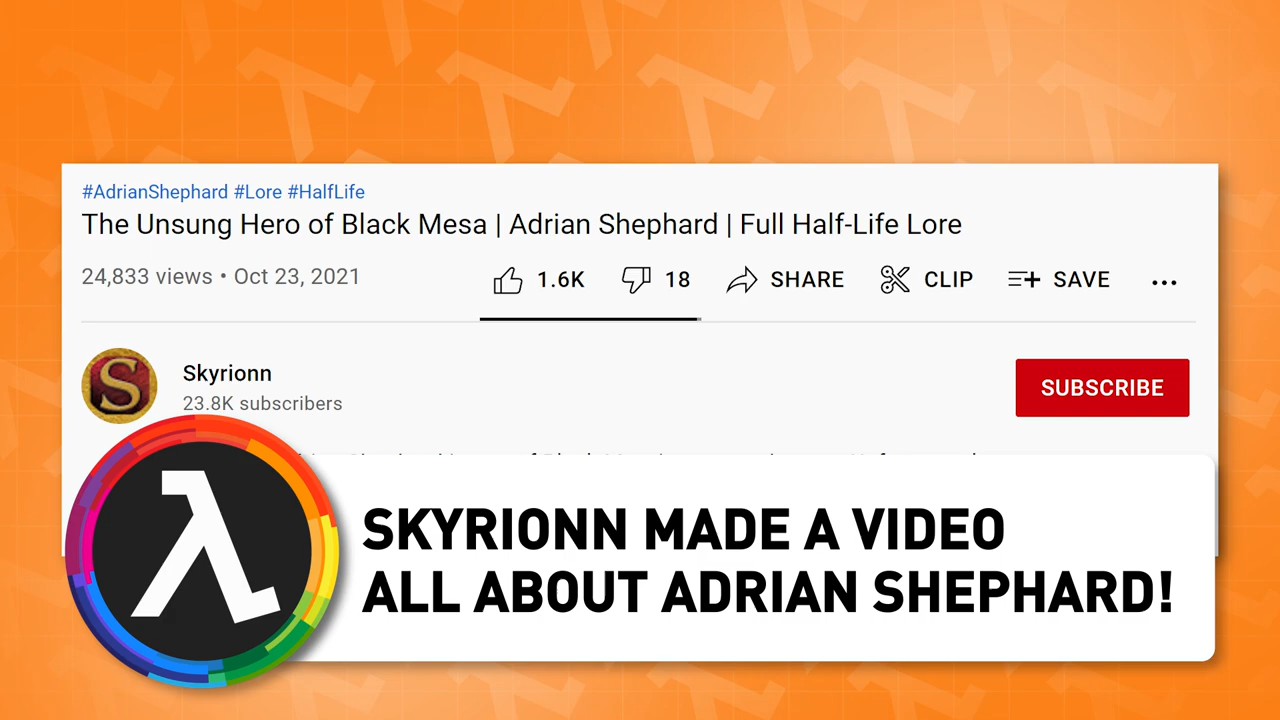 #AdrianShephard #Lore #HalfLife
The Unsung Hero of Black Mesa | Adrian Shephard | Full Half-Life Lore
24,833 views • Oct 23, 2021 1.6K 18 SHARE CLIP SAVE ...
S
Skyrionn
23.8K subscribers
SUBSCRIBE
λ
SKYRIONN MADE A VIDEO
ALL ABOUT ADRIAN SHEPHARD!